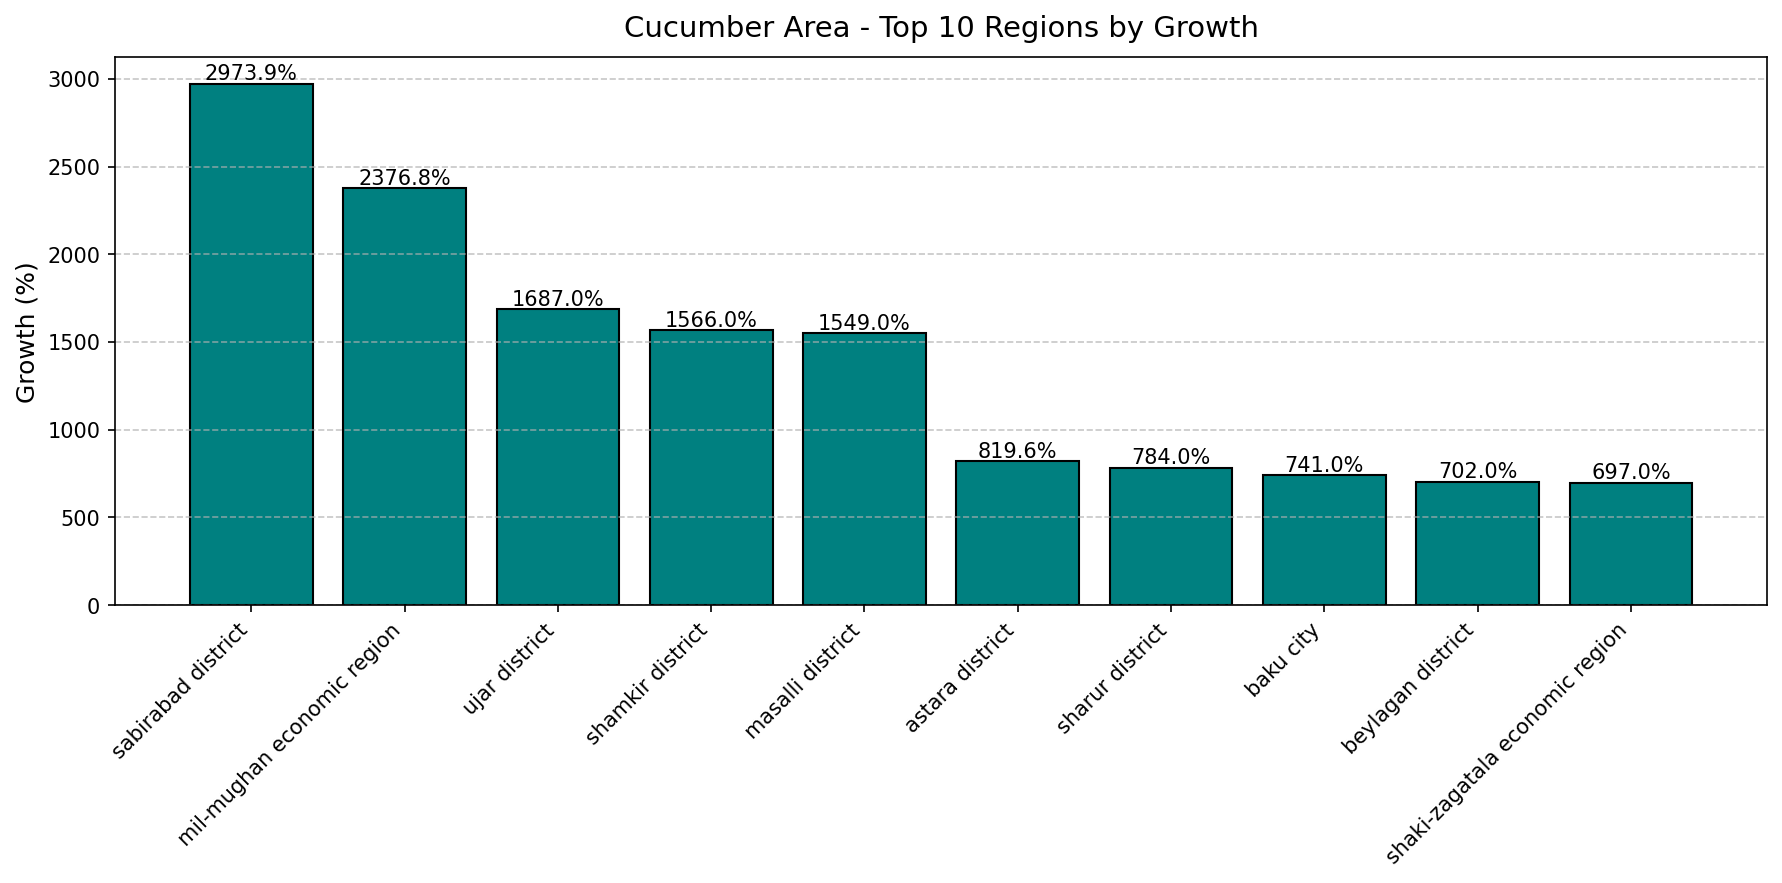 Cucumber Area - Top 10 Regions by Growth
Growth (%)
3000
2500
2000
1500
1000
500
0
2973.9%
2376.8%
1687.0%
1566.0%
1549.0%
819.6%
784.0%
741.0%
702.0%
697.0%
sabirabad district
mil-mughan economic region
ujar district
shamkir district
masalli district
astara district
sharur district
baku city
beylagan district
shaki-zagatala economic region